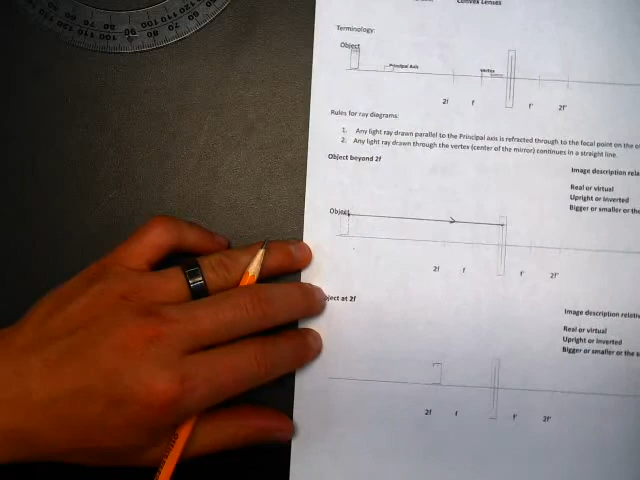 Convex Lenses
Terminology:
Object
Principal Axis
vertex
2f f f' 2f'
Rules for ray diagrams:
1. Any light ray drawn parallel to the Principal axis is refracted through to the focal point on the
2. Any light ray drawn through the vertex (center of the mirror) continues in a straight line.
Object beyond 2f
Image description
Real or virtual
Upright or inverted
Bigger or smaller or the
Object
2f f f' 2f'
at 2f
Image description
Real or virtual
Upright or inverted
Bigger or smaller or the
2f f f' 2f'